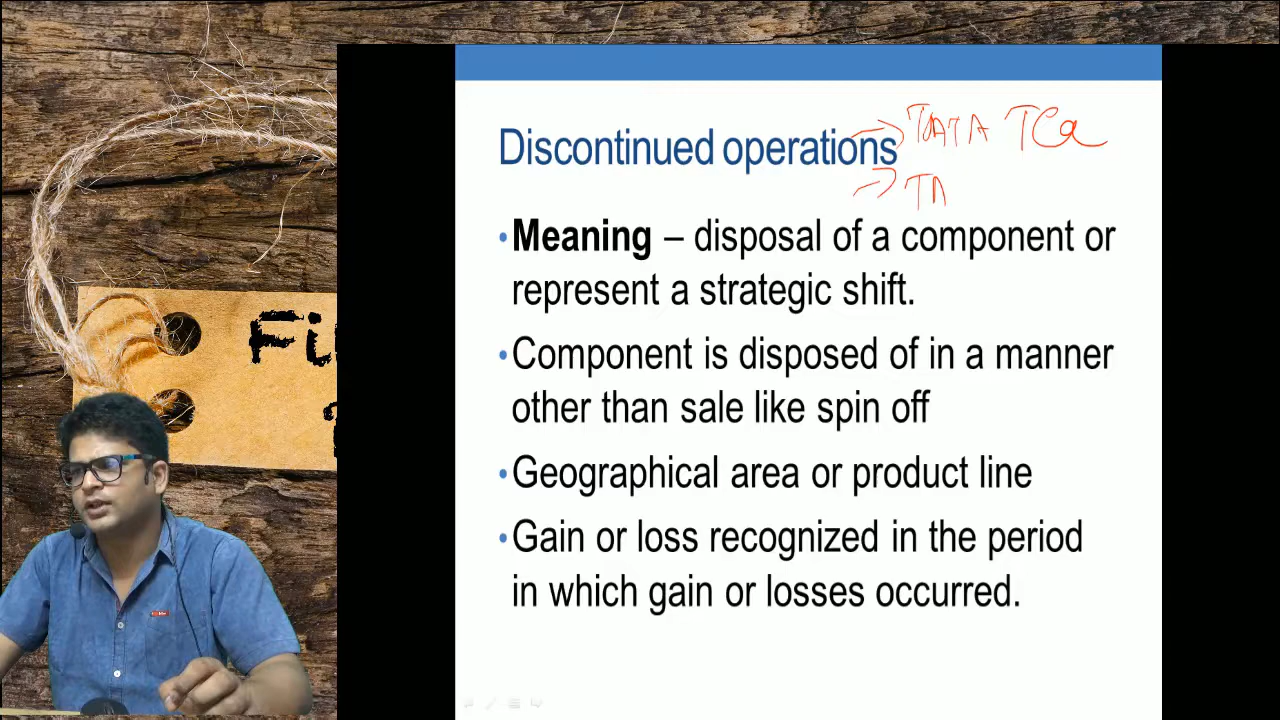 Discontinued operations
TATA Tea
TA
•Meaning – disposal of a component or
represent a strategic shift.
•Component is disposed of in a manner
other than sale like spin off
•Geographical area or product line
•Gain or loss recognized in the period
in which gain or losses occurred.
Fi